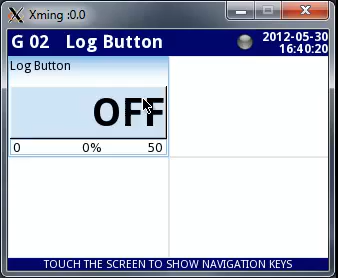 Xming :0.0
G 02 Log Button
2012-05-30
16:40:20
Log Button
OFF
0 0% 50
TOUCH THE SCREEN TO SHOW NAVIGATION KEYS